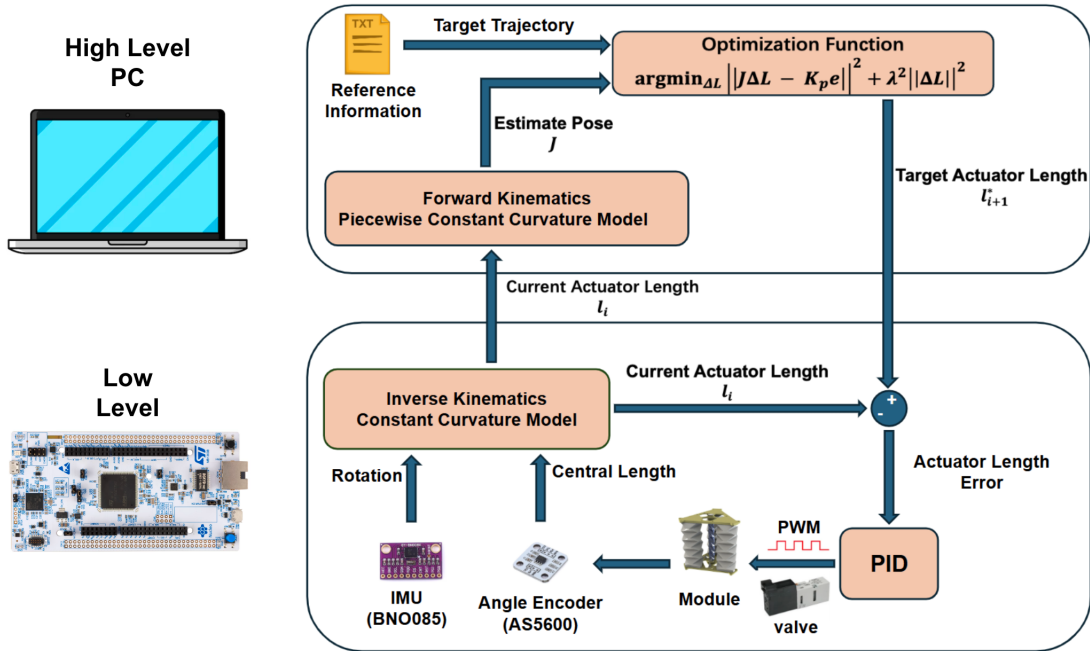 High Level
PC
TXT
Target Trajectory
Reference
Information
Optimization Function
argmin_{ΔL} ||JΔL − K_p e||^2 + λ^2||ΔL||^2
Estimate Pose
J
Forward Kinematics
Piecewise Constant Curvature Model
Target Actuator Length
l^*_{i+1}
Current Actuator Length
l_i
Low
Level
Inverse Kinematics
Constant Curvature Model
Current Actuator Length
l_i
+
-
Rotation
Central Length
Actuator Length
Error
PWM
PID
IMU
(BNO085)
Angle Encoder
(AS5600)
Module
valve